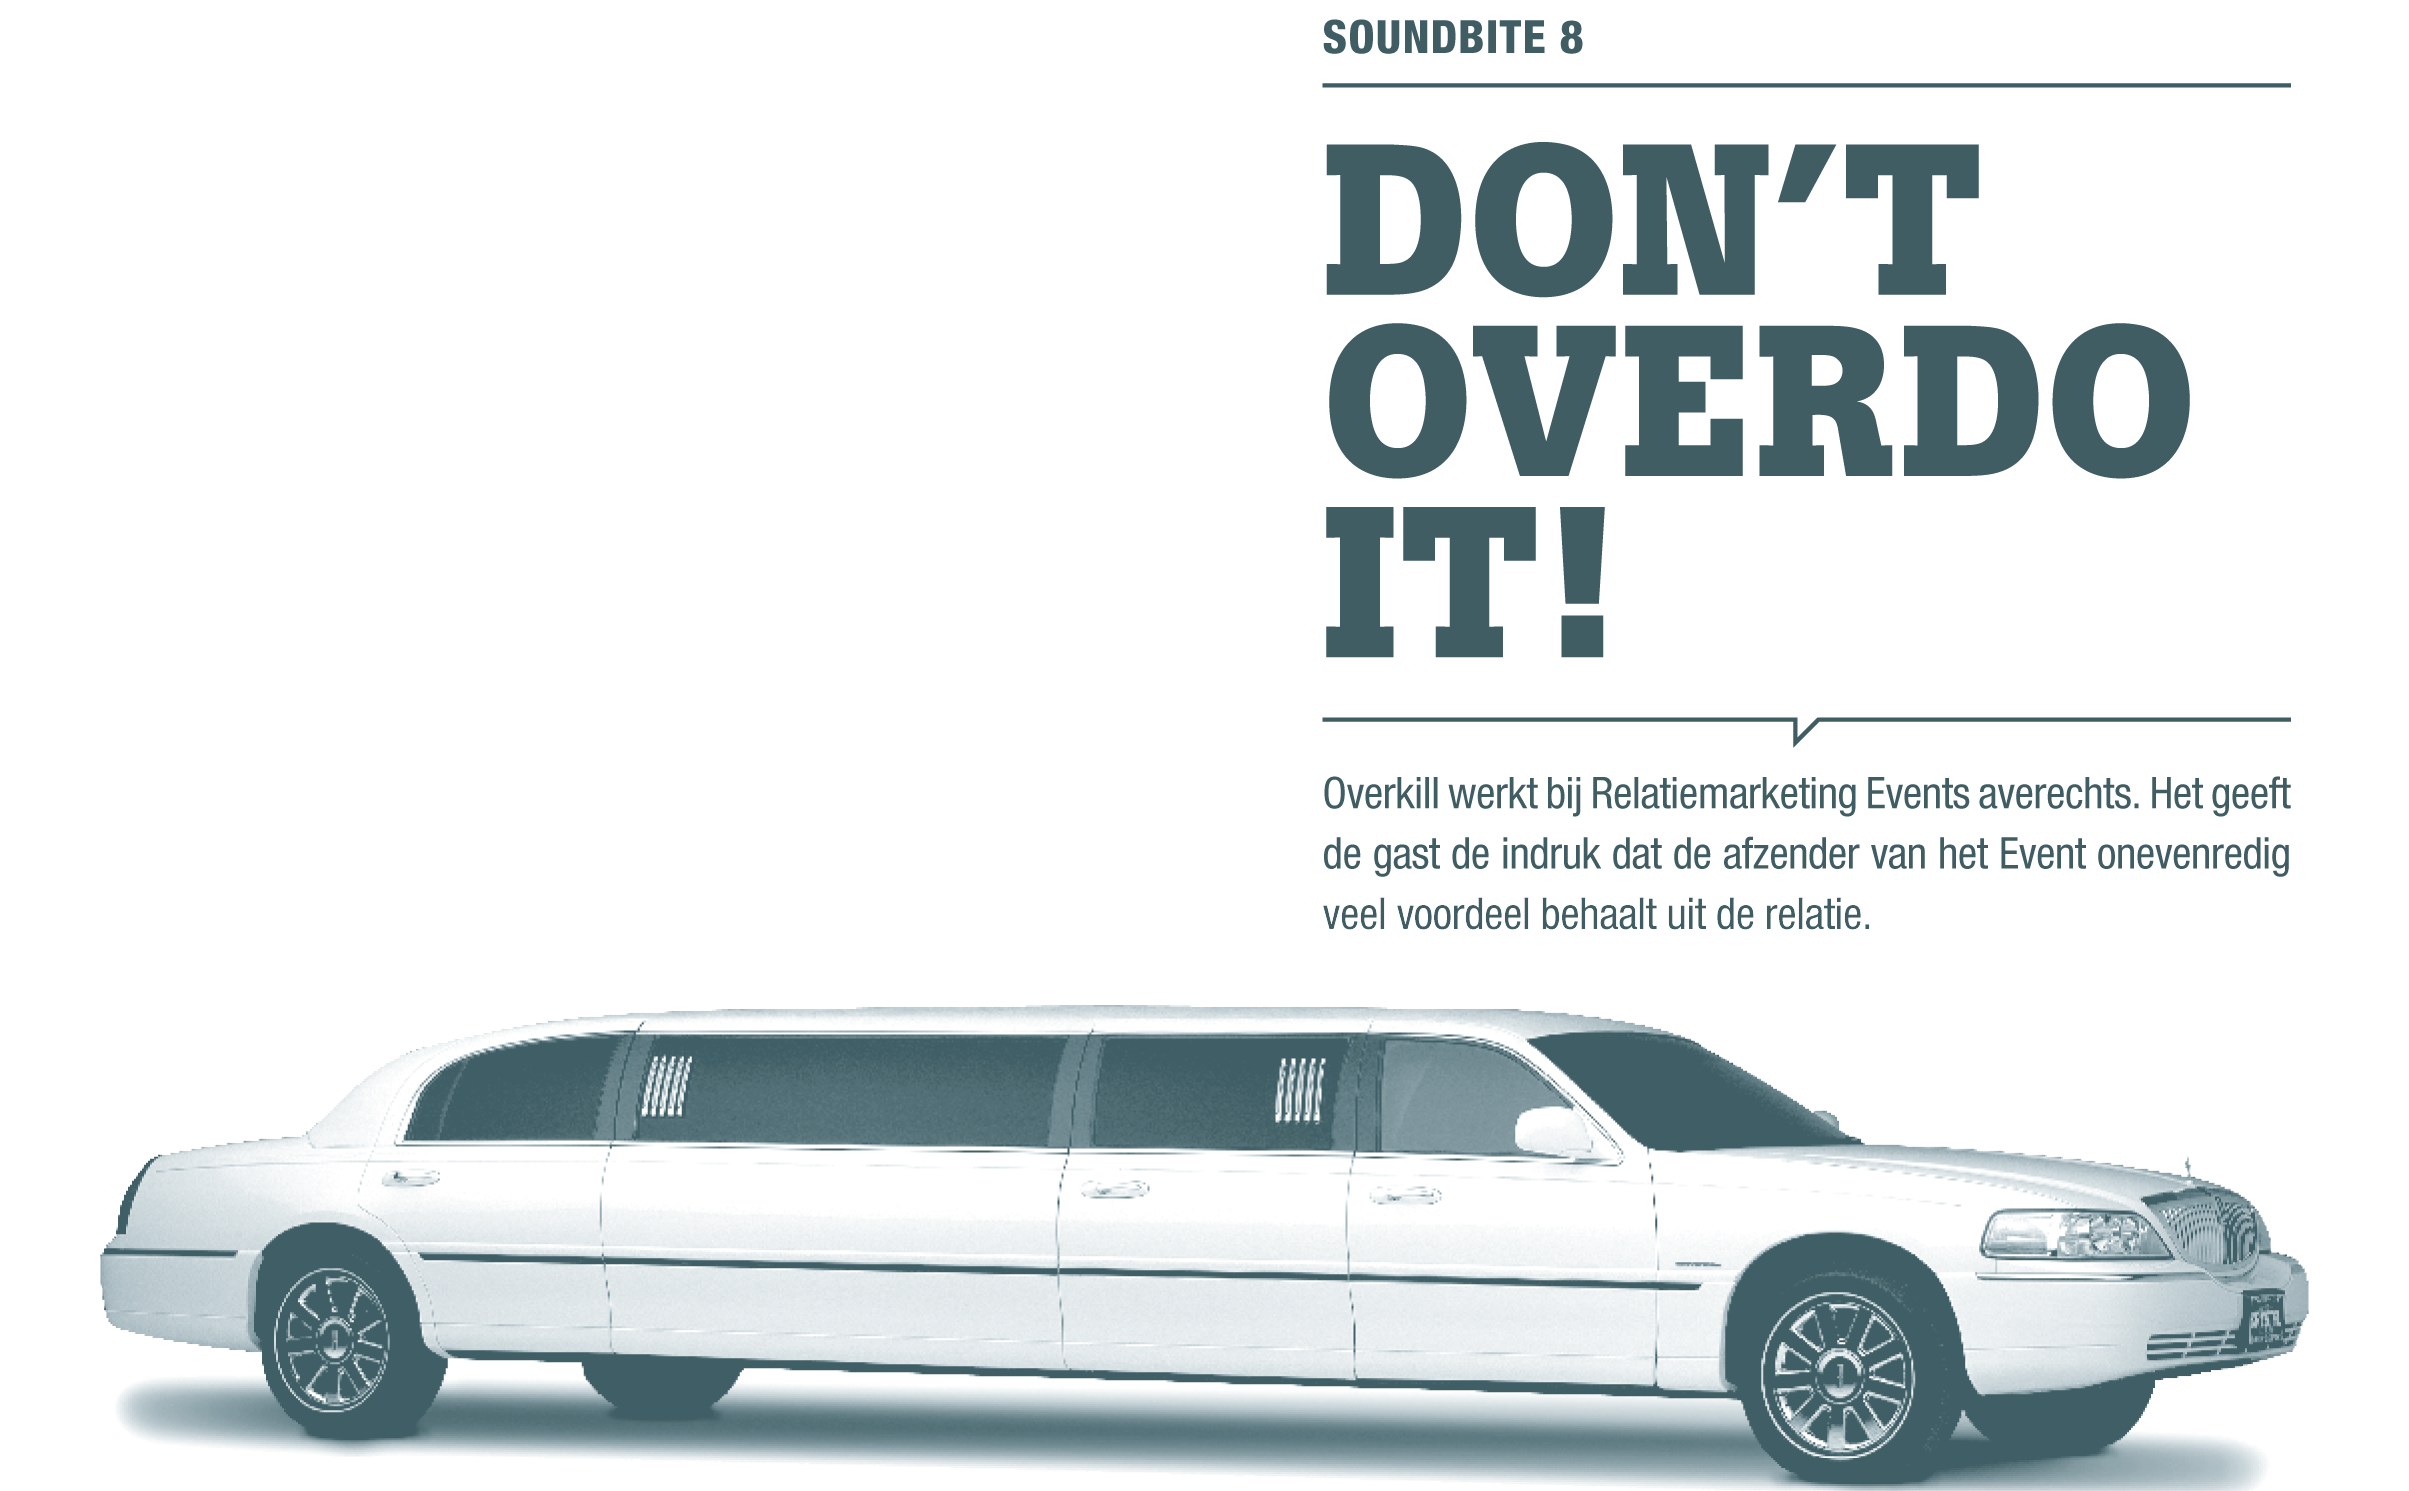 SOUNDBITE 8
DON’T
OVERDO
IT!
Overkill werkt bij Relatiemarketing Events averechts. Het geeft
de gast de indruk dat de afzender van het Event onevenredig
veel voordeel behaalt uit de relatie.